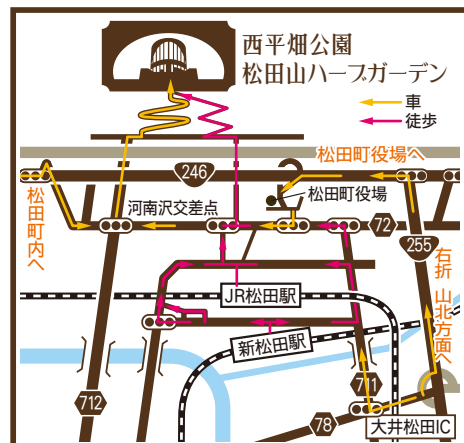 西平畑公園
松田山ハーブガーデン
車
徒歩
246
松田町役場へ
松田町役場
松田町内へ
河南沢交差点
72
255
右折 山北方面へ
JR松田駅
新松田駅
712
711
78
大井松田IC